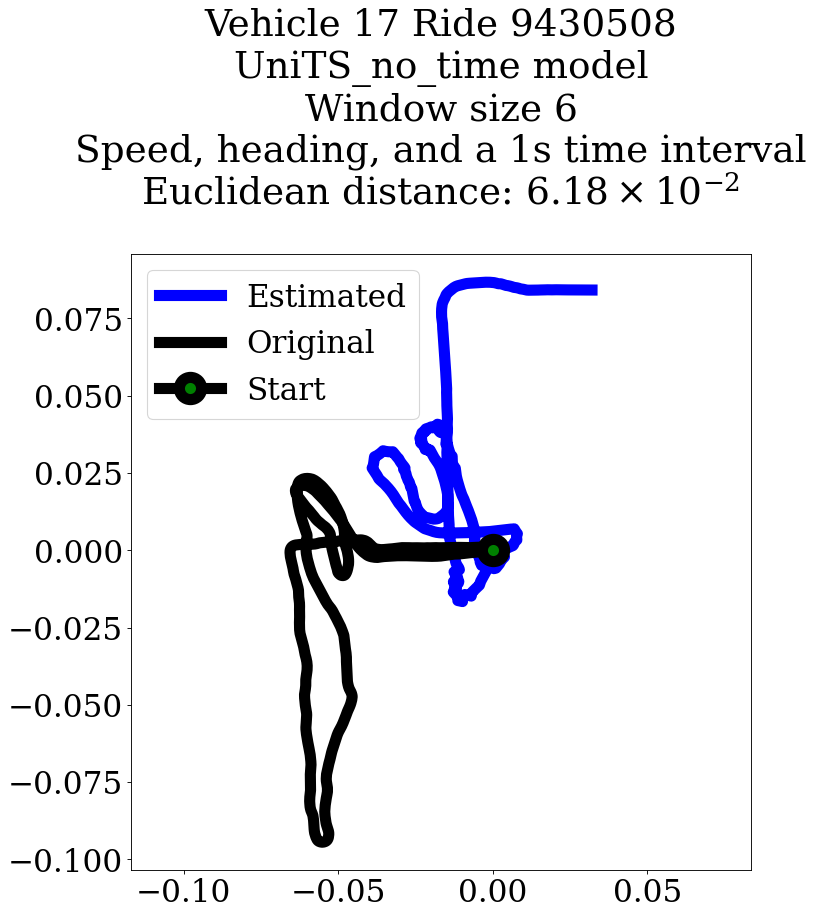 Vehicle 17 Ride 9430508
UniTS_no_time model
Window size 6
Speed, heading, and a 1s time interval
Euclidean distance: 6.18 × 10⁻²
Estimated
Original
Start
0.075
0.050
0.025
0.000
−0.025
−0.050
−0.075
−0.100
−0.10
−0.05
0.00
0.05